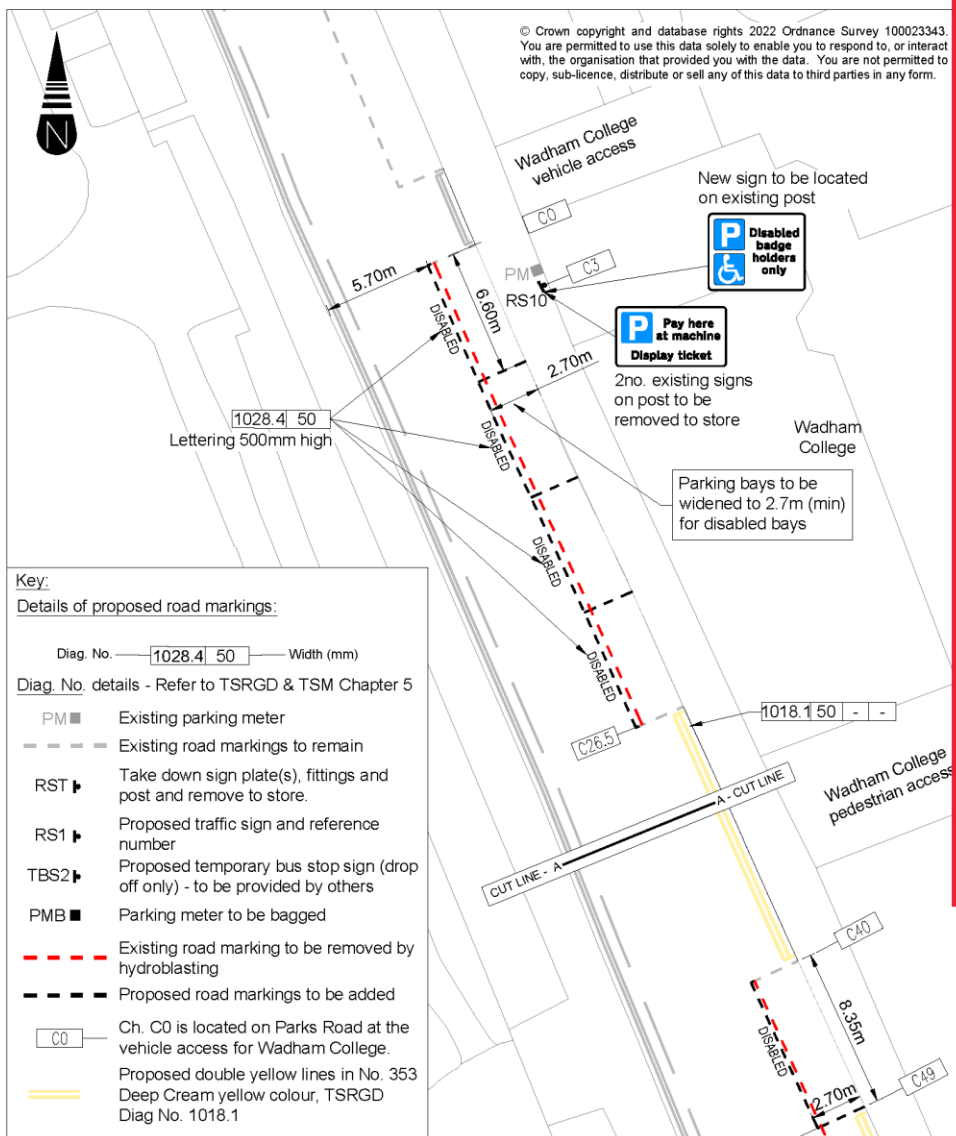 © Crown copyright and database rights 2022 Ordnance Survey 100023343.
You are permitted to use this data solely to enable you to respond to, or interact
with, the organisation that provided you with the data. You are not permitted to
copy, sub-licence, distribute or sell any of this data to third parties in any form.
N
Wadham College
vehicle access
C0
New sign to be located
on existing post
P Disabled
badge
holders
only
PM
C3
RS10
5.70m
6.60m
DISABLED
P Pay here
at machine
Display ticket
2.70m
2no. existing signs
on post to be
removed to store
1028.4 50
Lettering 500mm high
DISABLED
Wadham
College
Parking bays to be
widened to 2.7m (min)
for disabled bays
DISABLED
DISABLED
C26.5
1018.1 50 - -
Wadham College
pedestrian access
CUT LINE - A
A - CUT LINE
C40
DISABLED
8.35m
C49
2.70m
Key:
Details of proposed road markings:
Diag. No. 1028.4 50 Width (mm)
Diag. No. details - Refer to TSRGD & TSM Chapter 5
PM Existing parking meter
Existing road markings to remain
RST Take down sign plate(s), fittings and
post and remove to store.
RS1 Proposed traffic sign and reference
number
TBS2 Proposed temporary bus stop sign (drop
off only) - to be provided by others
PMB Parking meter to be bagged
Existing road marking to be removed by
hydroblasting
Proposed road markings to be added
C0 Ch. C0 is located on Parks Road at the
vehicle access for Wadham College.
Proposed double yellow lines in No. 353
Deep Cream yellow colour, TSRGD
Diag No. 1018.1